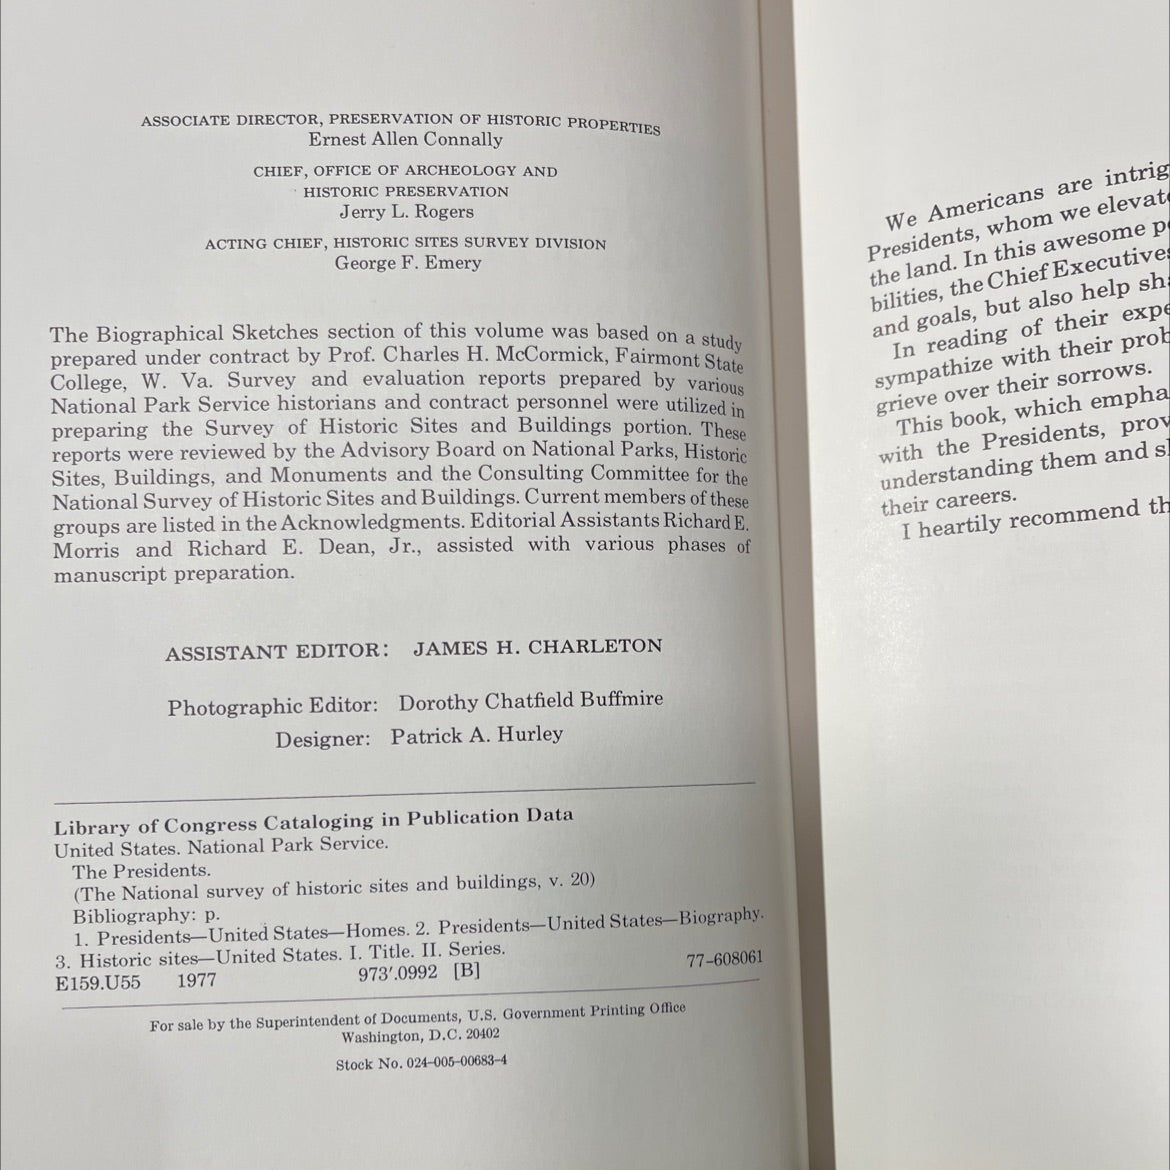 ASSOCIATE DIRECTOR, PRESERVATION OF HISTORIC PROPERTIES
Ernest Allen Connally
CHIEF, OFFICE OF ARCHEOLOGY AND
HISTORIC PRESERVATION
Jerry L. Rogers
ACTING CHIEF, HISTORIC SITES SURVEY DIVISION
George F. Emery
The Biographical Sketches section of this volume was based on a study
prepared under contract by Prof. Charles H. McCormick, Fairmont State
College, W. Va. Survey and evaluation reports prepared by various
National Park Service historians and contract personnel were utilized in
preparing the Survey of Historic Sites and Buildings portion. These
reports were reviewed by the Advisory Board on National Parks, Historic
Sites, Buildings, and Monuments and the Consulting Committee for the
National Survey of Historic Sites and Buildings. Current members of these
groups are listed in the Acknowledgments. Editorial Assistants Richard E.
Morris and Richard E. Dean, Jr., assisted with various phases of
manuscript preparation.
ASSISTANT EDITOR: JAMES H. CHARLETON
Photographic Editor: Dorothy Chatfield Buffmire
Designer: Patrick A. Hurley
Library of Congress Cataloging in Publication Data
United States. National Park Service.
The Presidents.
(The National survey of historic sites and buildings, v. 20)
Bibliography: p.
1. Presidents—United States—Homes. 2. Presidents—United States—Biography.
3. Historic sites—United States. I. Title. II. Series.
E159.U55 1977 973′.0992 [B] 77–608061
For sale by the Superintendent of Documents, U.S. Government Printing Office
Washington, D.C. 20402
Stock No. 024–005–00683–4
We Americans are
Presidents, whom we
the land. In this awesome
bilities, the Chief
and goals, but also help
In reading of their
sympathize with their
grieve over their sorrows.
This book, which
with the Presidents,
understanding them and
their careers.
I heartily recommend